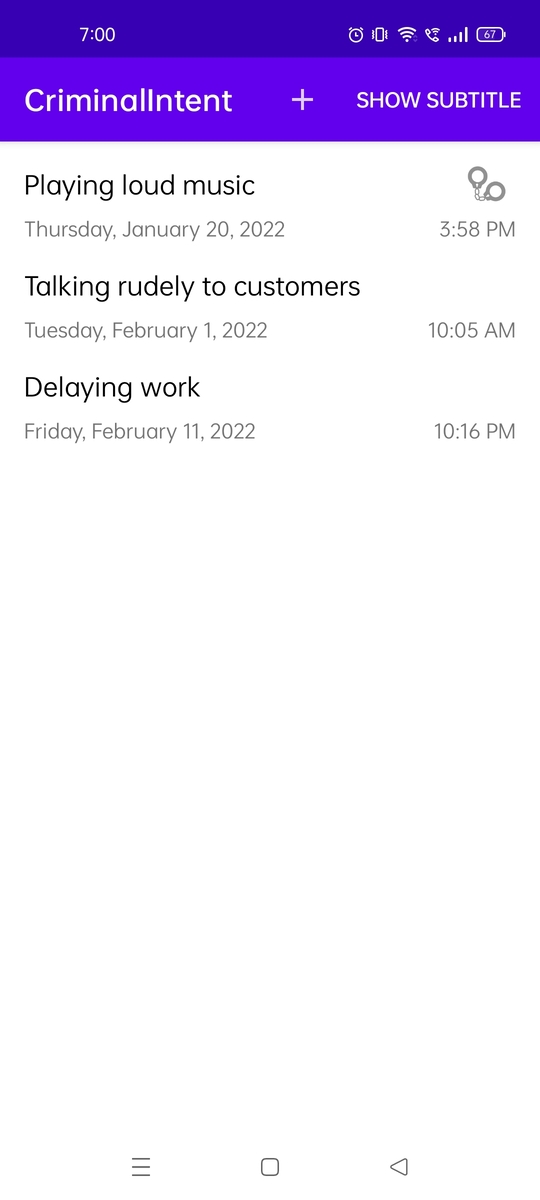 7:00
67
CriminalIntent + SHOW SUBTITLE
Playing loud music
Thursday, January 20, 2022 3:58 PM
Talking rudely to customers
Tuesday, February 1, 2022 10:05 AM
Delaying work
Friday, February 11, 2022 10:16 PM